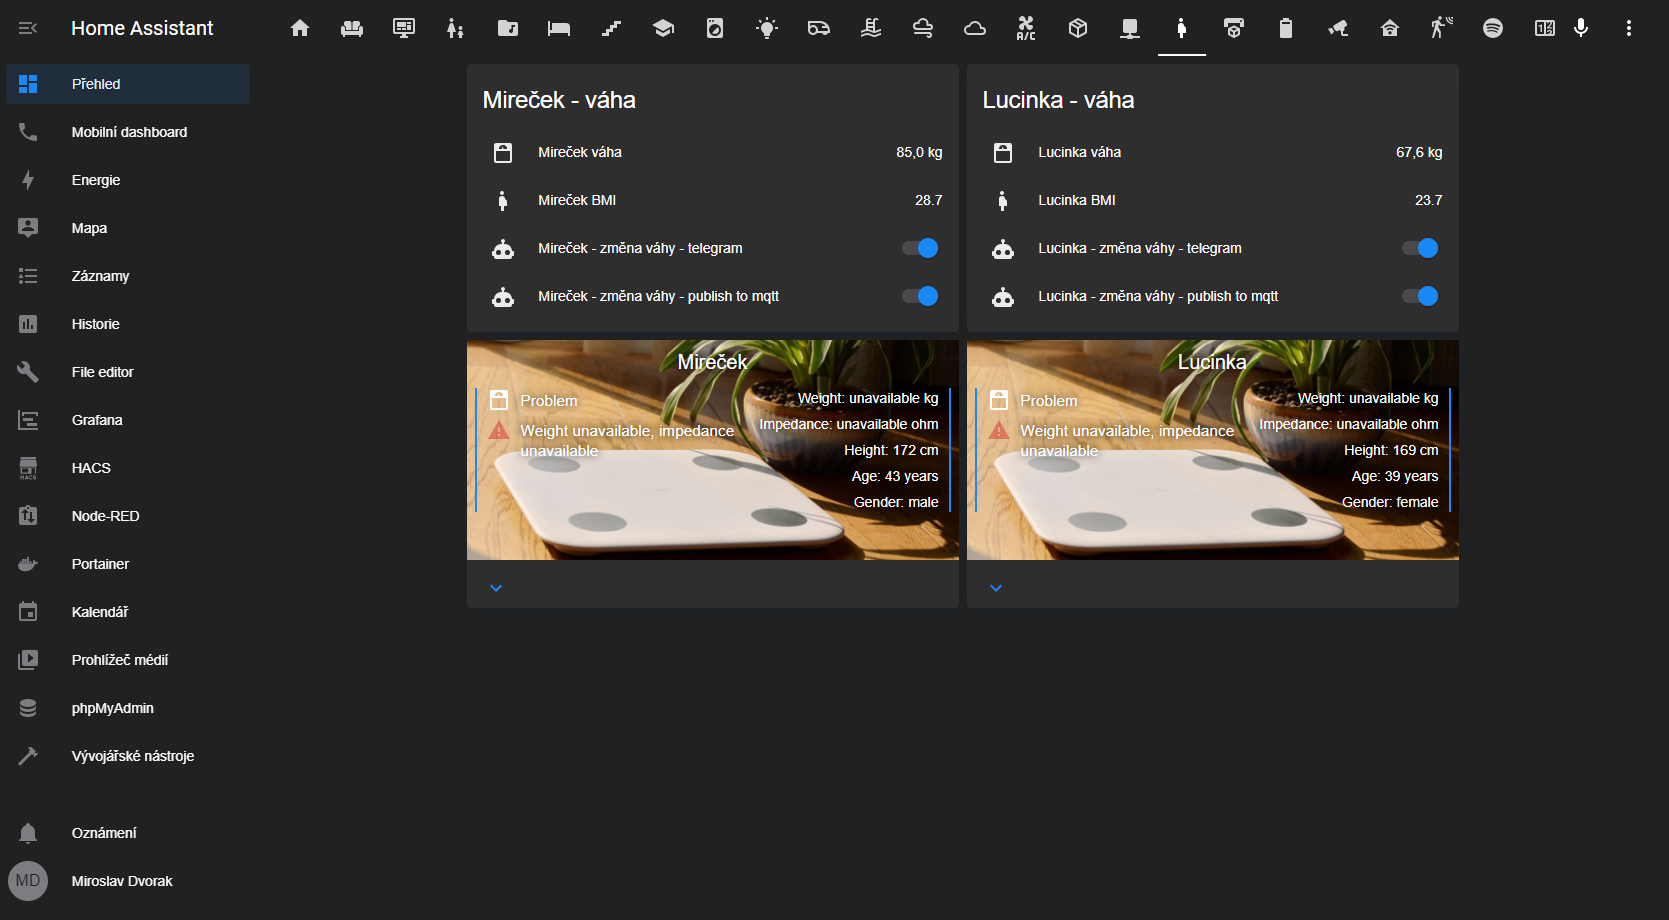 Home Assistant
A/C
Přehled
Mobilní dashboard
Energie
Mapa
Záznamy
Historie
File editor
Grafana
HACS
HACS
Node-RED
Portainer
Kalendář
Prohlížeč médií
phpMyAdmin
Vývojářské nástroje
Oznámení
MD
Miroslav Dvorak
Mireček - váha
Mireček váha 85,0 kg
Mireček BMI 28.7
Mireček - změna váhy - telegram
Mireček - změna váhy - publish to mqtt
Lucinka - váha
Lucinka váha 67,6 kg
Lucinka BMI 23.7
Lucinka - změna váhy - telegram
Lucinka - změna váhy - publish to mqtt
Mireček
Problem
Weight unavailable, impedance
unavailable
Weight: unavailable kg
Impedance: unavailable ohm
Height: 172 cm
Age: 43 years
Gender: male
Lucinka
Problem
Weight unavailable, impedance
unavailable
Weight: unavailable kg
Impedance: unavailable ohm
Height: 169 cm
Age: 39 years
Gender: female